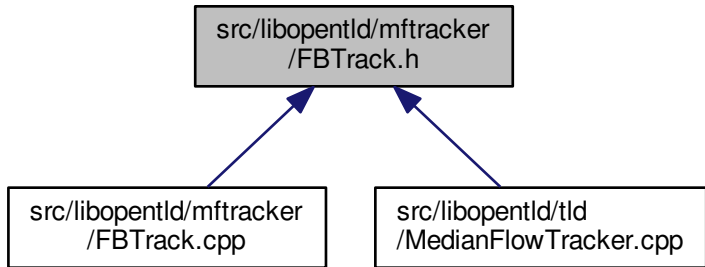 src/libopentld/mftracker
/FBTrack.h
src/libopentld/mftracker
/FBTrack.cpp
src/libopentld/tld
/MedianFlowTracker.cpp